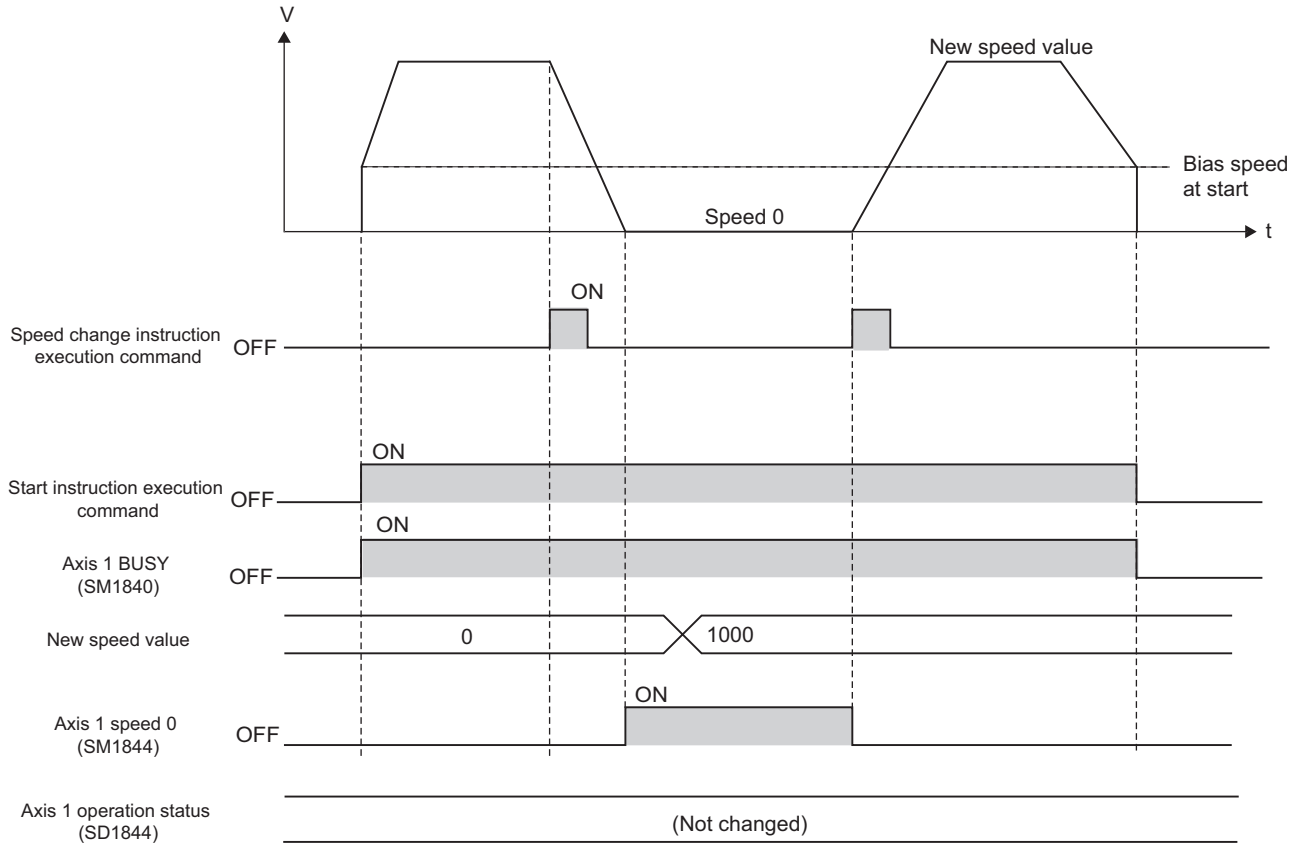 V
New speed value
Bias speed
at start
Speed 0
t
ON
Speed change instruction
execution command
OFF
ON
Start instruction execution
command
OFF
ON
Axis 1 BUSY
(SM1840)
OFF
New speed value
0
1000
ON
Axis 1 speed 0
(SM1844)
OFF
Axis 1 operation status
(SD1844)
(Not changed)